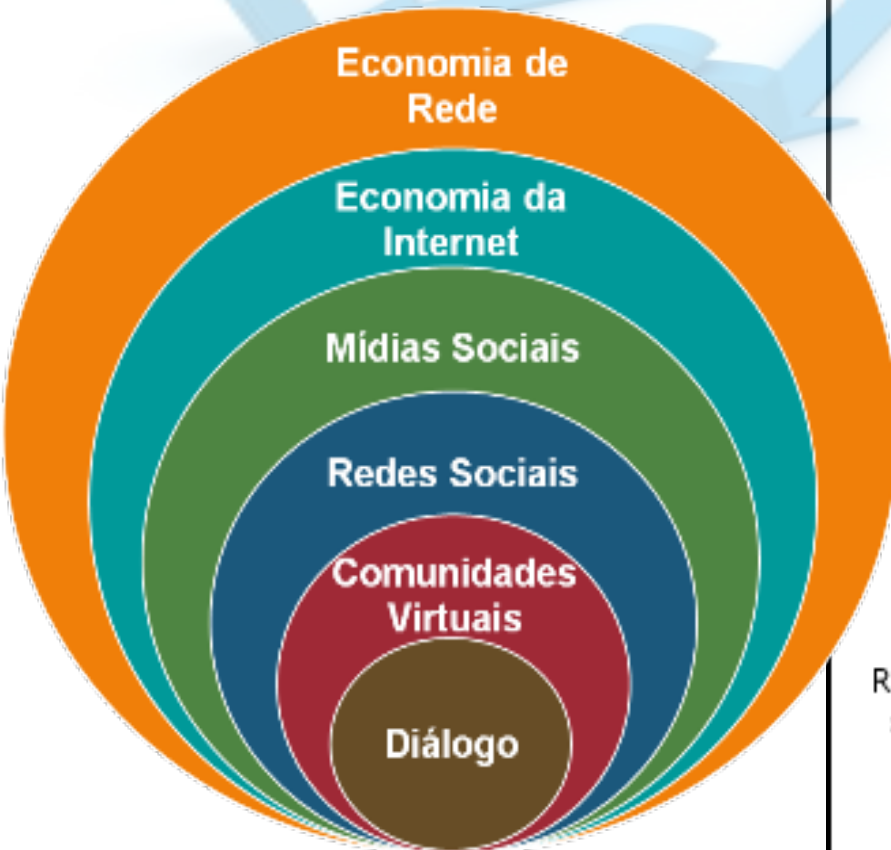 Economia de
Rede
Economia da
Internet
Mídias Sociais
Redes Sociais
Comunidades
Virtuais
Diálogo